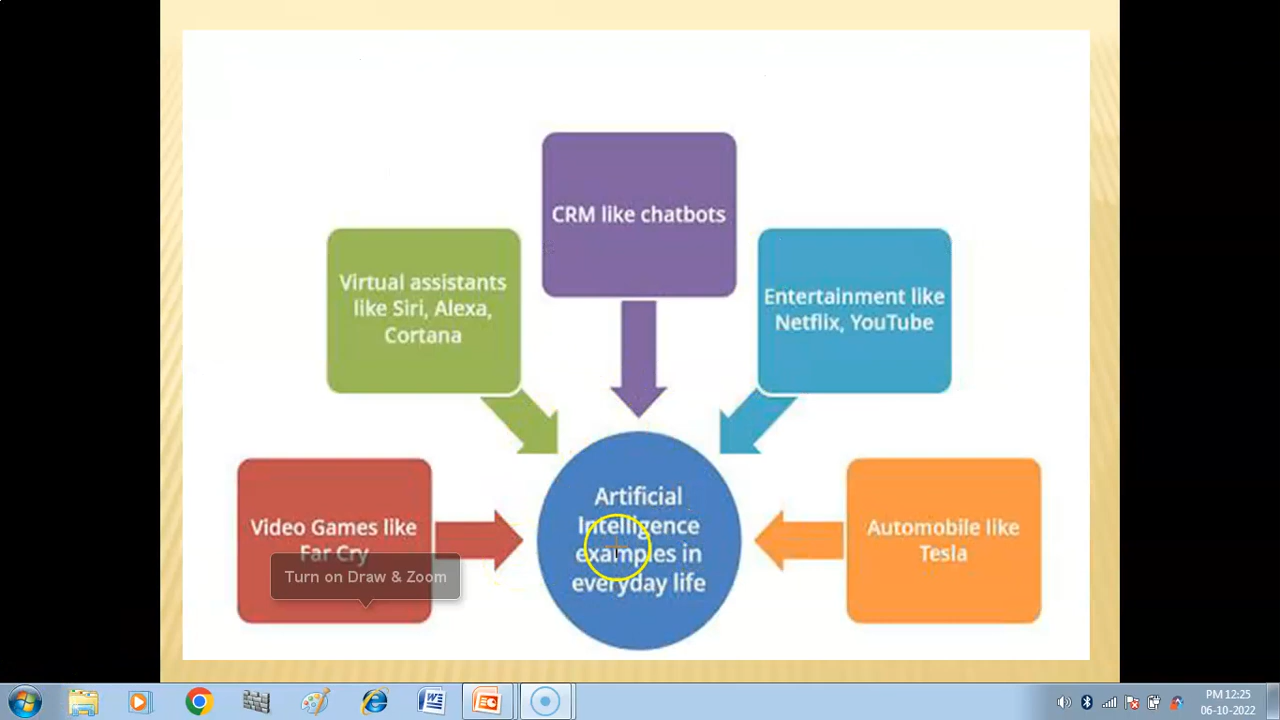 CRM like chatbots
Virtual assistants
like Siri, Alexa,
Cortana
Entertainment like
Netflix, YouTube
Video Games like
Far Cry
Turn on Draw & Zoom
Artificial
Intelligence
examples in
everyday life
Automobile like
Tesla
PM 12:25
06-10-2022